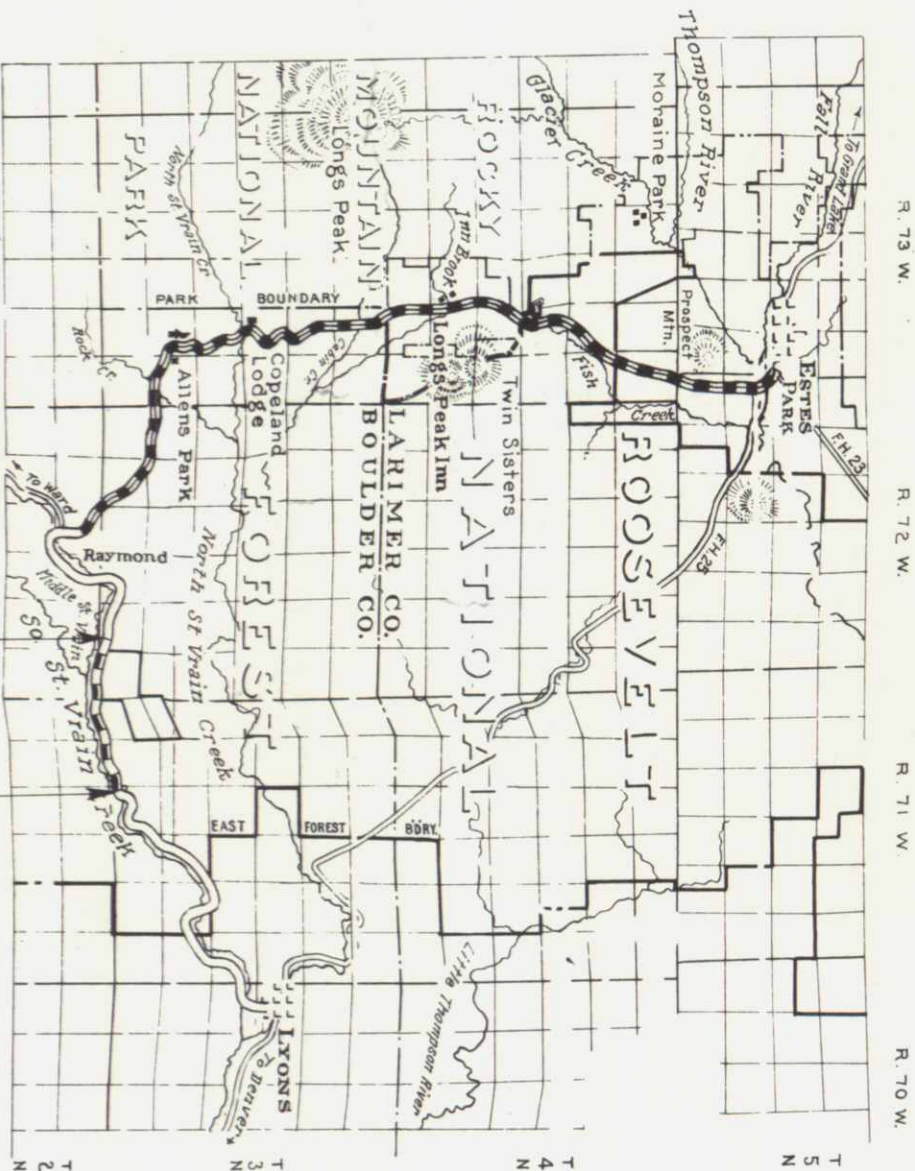 R. 73 W.
R. 72 W.
R. 71 W.
R. 70 W.
T 5 N
T 4 N
T 3 N
T 2 N
To Grand Lake
Fall River
Thompson River
Moraine Park
Glacier Creek
ESTES PARK
F.H. 23
Prospect Mtn.
F.H. 25
Fish Creek
ROOSEVELT
NATIONAL
FOREST
ROCKY
MOUNTAIN
NATIONAL
PARK
Twin Sisters
Inn Brook
Longs Peak Inn
Longs Peak
LARIMER CO.
BOULDER CO.
Cabin Cr.
PARK BOUNDARY
Copeland Lodge
North St Vrain Cr.
Allens Park
Rock Cr.
North St Vrain Creek
EAST FOREST BDRY.
Little Thompson River
Raymond
To Ward
Middle St. Vrain
So. St. Vrain Creek
LYONS
To Denver